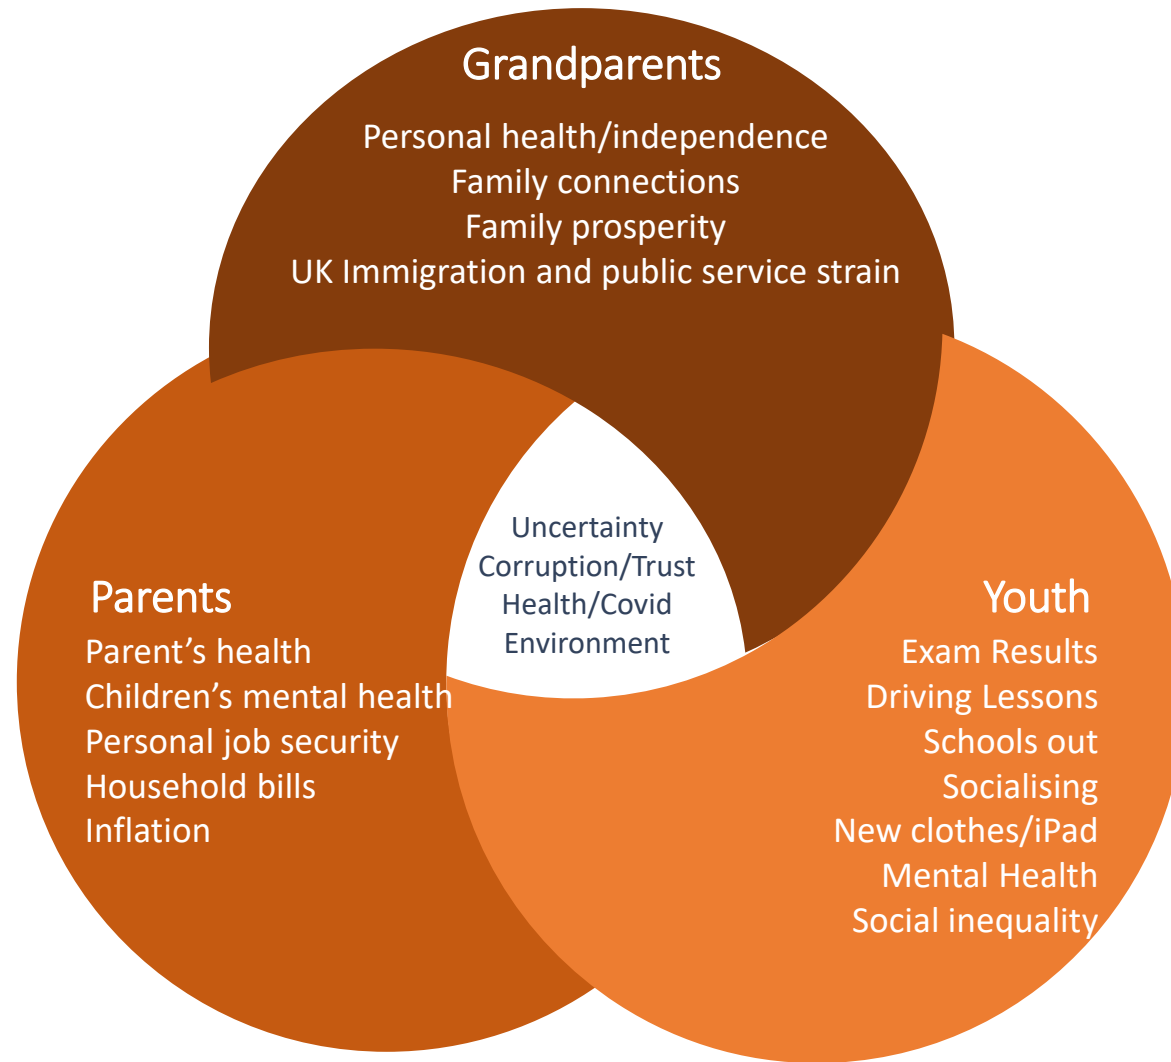 Grandparents
Personal health/independence
Family connections
Family prosperity
UK Immigration and public service strain
Uncertainty
Corruption/Trust
Health/Covid
Environment
Parents
Parent’s health
Children’s mental health
Personal job security
Household bills
Inflation
Youth
Exam Results
Driving Lessons
Schools out
Socialising
New clothes/iPad
Mental Health
Social inequality